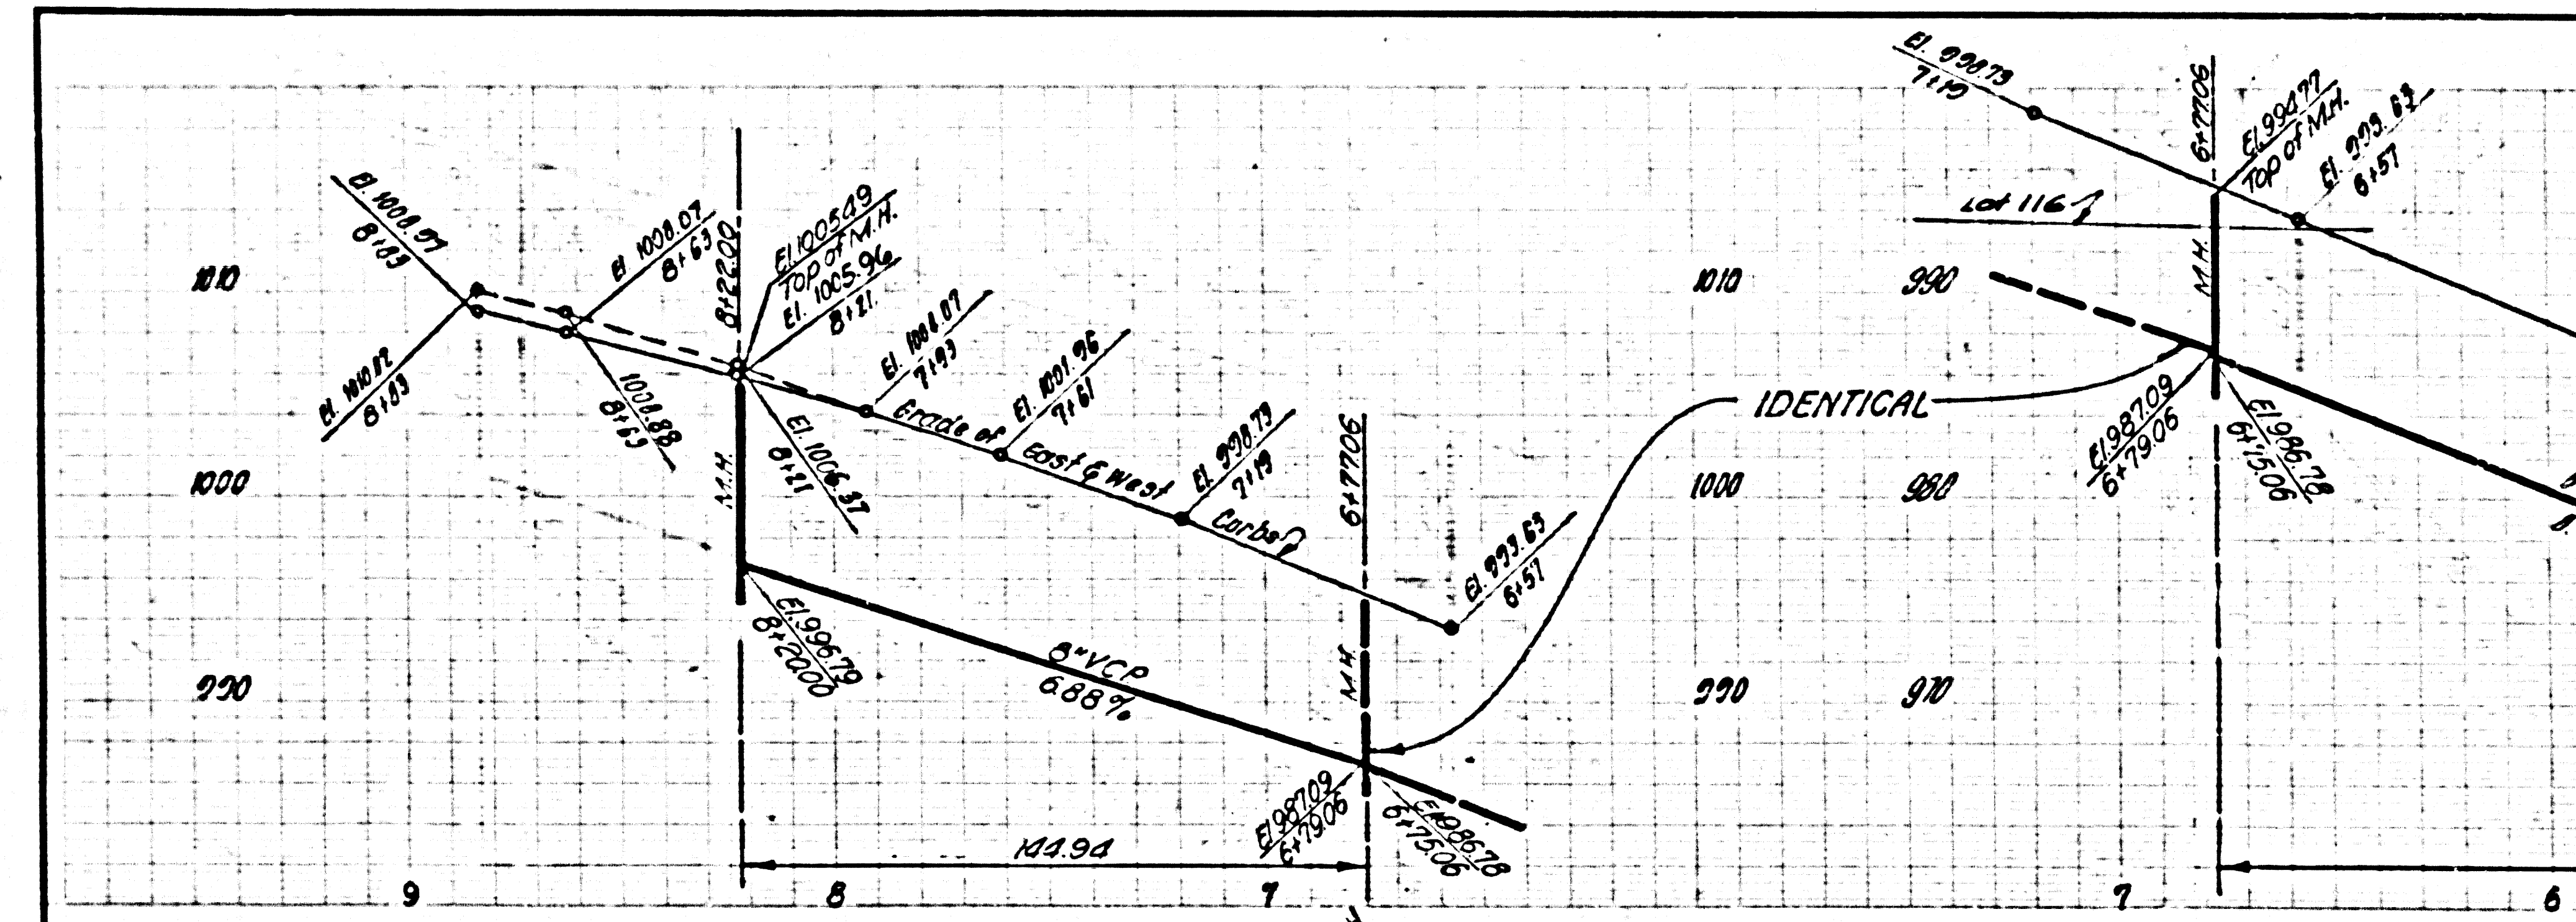 El. 1008.97
8+83
El. 1010.02
8+83
El. 1008.07
8+63
1008.88
8+63
8+22.00
El. 1005.49
Top of M.H.
El. 1005.96
8+21.
El. 1006.37
8+21
El. 1004.07
7+93
El. 1001.96
7+61
El. 998.73
7+19
Grade of East & West Curbs
6+77.06
El. 993.63
6+57
M.H.
M.H.
El. 996.79
8+20.00
8" VCP
6.88 %
El. 987.09
6+79.06
El. 986.78
6+75.06
144.94
1010
1000
990
9
8
7
IDENTICAL
El. 998.73
7+19
6+77.06
El. 994.77
Top of M.H.
El. 993.63
6+57
Lot 116
M.H.
El. 987.09
6+79.06
El. 986.78
6+75.06
1010
990
1000
980
990
970
7
6